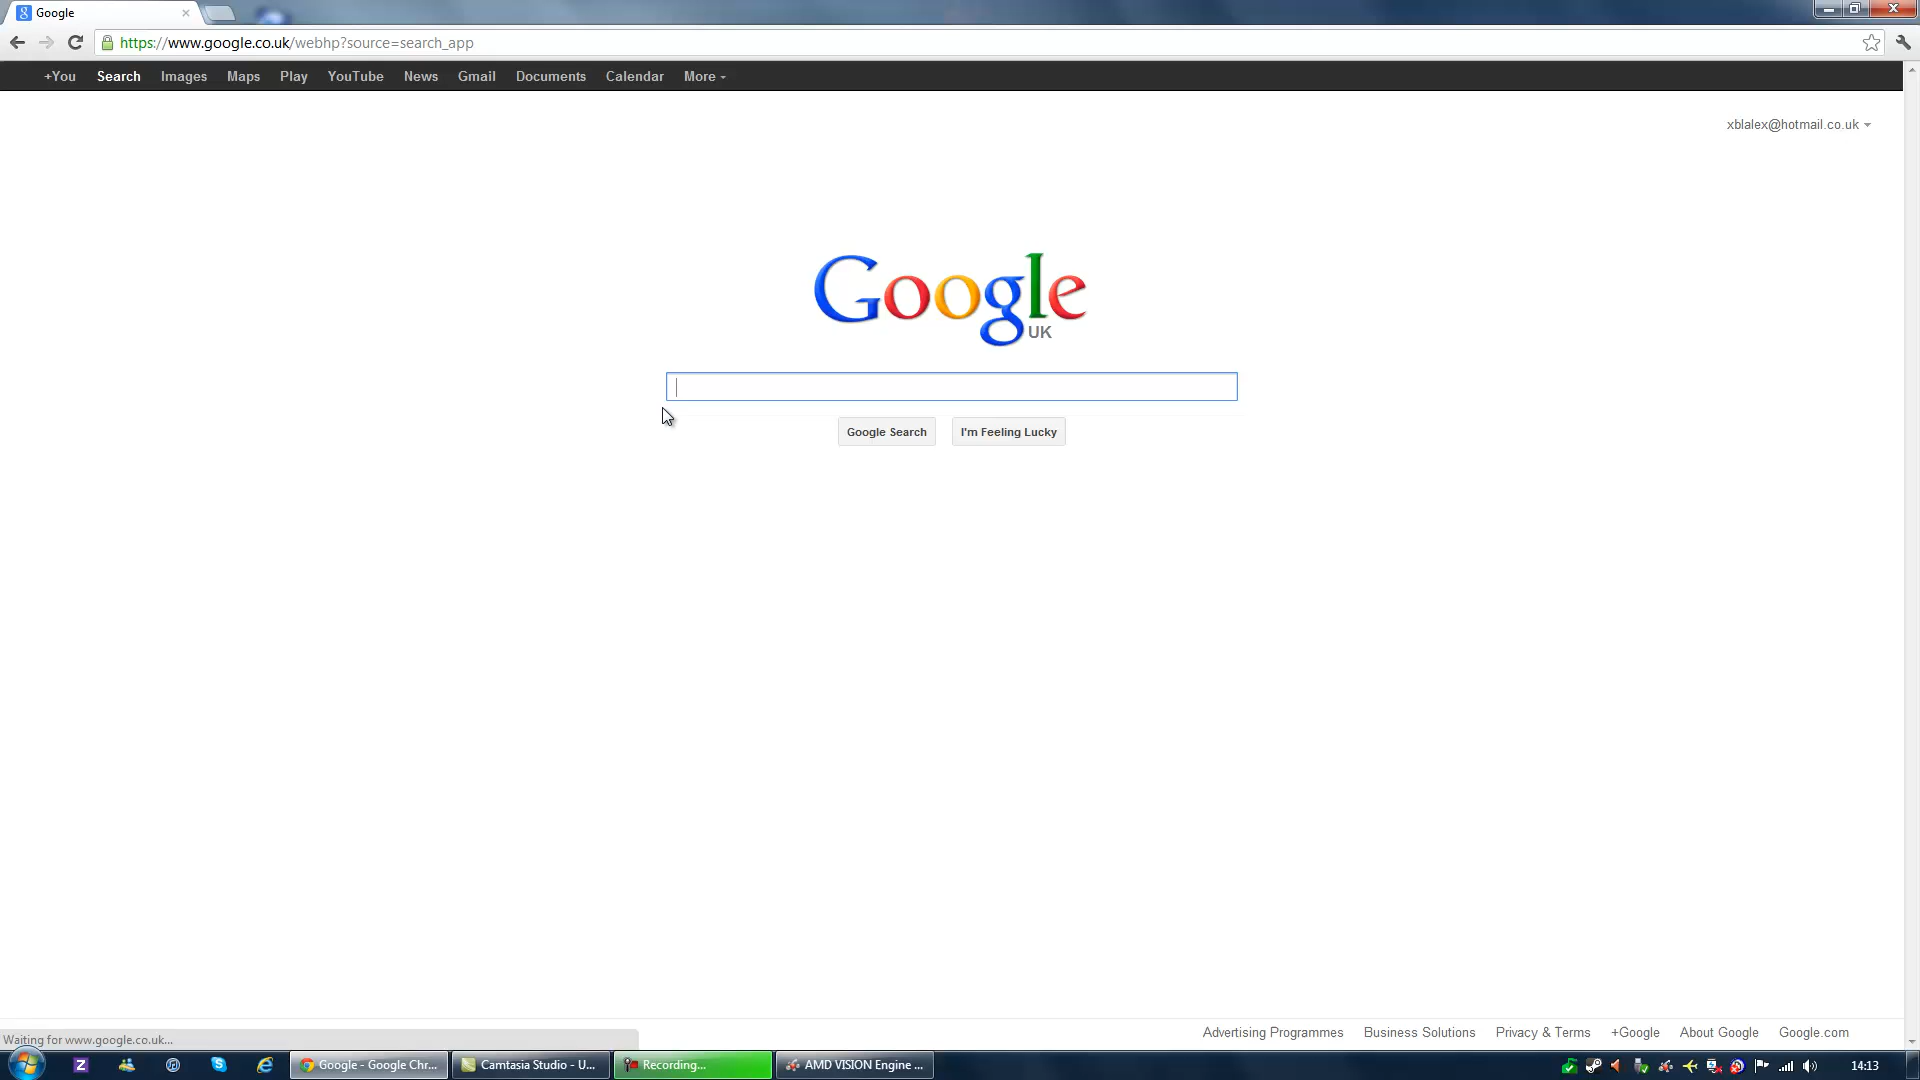 Google
https://www.google.co.uk/webhp?source=search_app
+You Search Images Maps Play YouTube News Gmail Documents Calendar More
xblalex@hotmail.co.uk
Google
UK
Google Search I'm Feeling Lucky
Advertising Programmes Business Solutions Privacy & Terms +Google About Google Google.com
Waiting for www.google.co.uk...
Google - Google Chr... Camtasia Studio - U... Recording... AMD VISION Engine ... 14:13